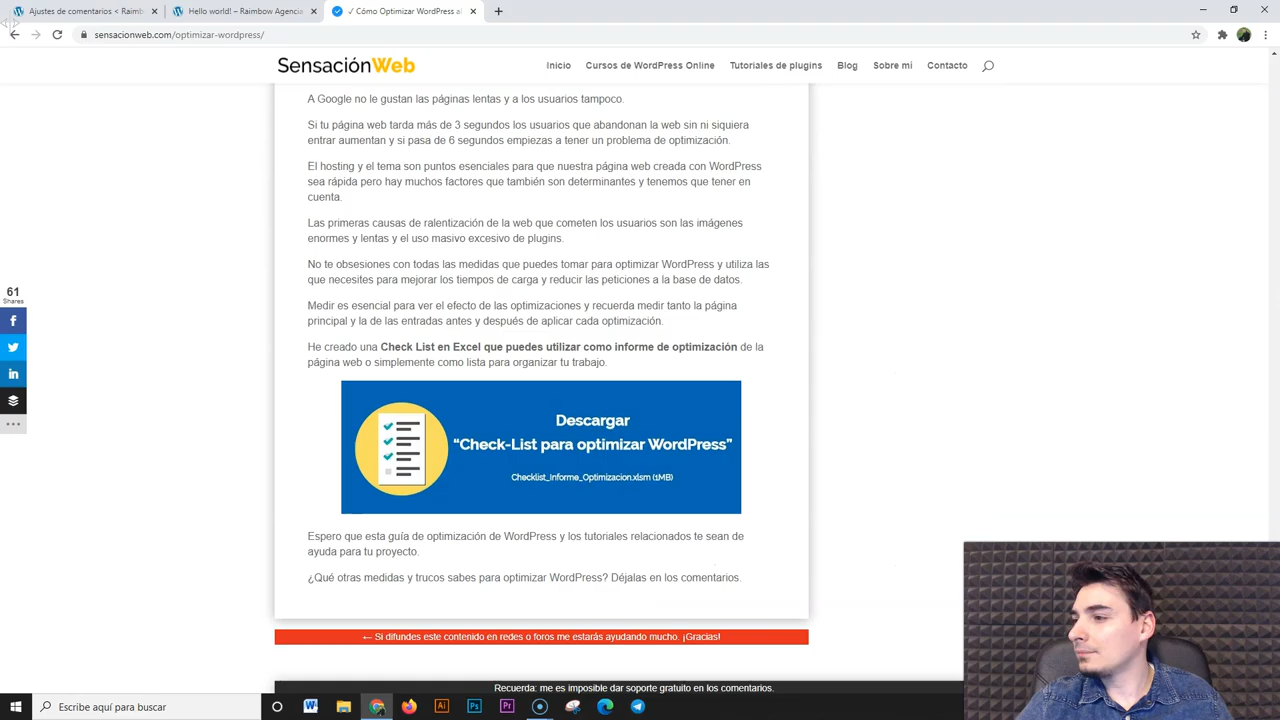 Ajustes de comentarios < Raimb
Hello world! – Raimbow Agencia
✓ Cómo Optimizar WordPress al
sensacionweb.com/optimizar-wordpress/
SensaciónWeb
Inicio
Cursos de WordPress Online
Tutoriales de plugins
Blog
Sobre mi
Contacto
A Google no le gustan las páginas lentas y a los usuarios tampoco.
Si tu página web tarda más de 3 segundos los usuarios que abandonan la web sin ni siquiera
entrar aumentan y si pasa de 6 segundos empiezas a tener un problema de optimización.
El hosting y el tema son puntos esenciales para que nuestra página web creada con WordPress
sea rápida pero hay muchos factores que también son determinantes y tenemos que tener en
cuenta.
Las primeras causas de ralentización de la web que cometen los usuarios son las imágenes
enormes y lentas y el uso masivo excesivo de plugins.
No te obsesiones con todas las medidas que puedes tomar para optimizar WordPress y utiliza las
que necesites para mejorar los tiempos de carga y reducir las peticiones a la base de datos.
61
Shares
Medir es esencial para ver el efecto de las optimizaciones y recuerda medir tanto la página
principal y la de las entradas antes y después de aplicar cada optimización.
He creado una Check List en Excel que puedes utilizar como informe de optimización de la
página web o simplemente como lista para organizar tu trabajo.
Descargar
“Check-List para optimizar WordPress”
Checklist_Informe_Optimizacion.xlsm (1MB)
Espero que esta guía de optimización de WordPress y los tutoriales relacionados te sean de
ayuda para tu proyecto.
¿Qué otras medidas y trucos sabes para optimizar WordPress? Déjalas en los comentarios.
← Si difundes este contenido en redes o foros me estarás ayudando mucho. ¡Gracias!
Recuerda: me es imposible dar soporte gratuito en los comentarios.
Escribe aquí para buscar